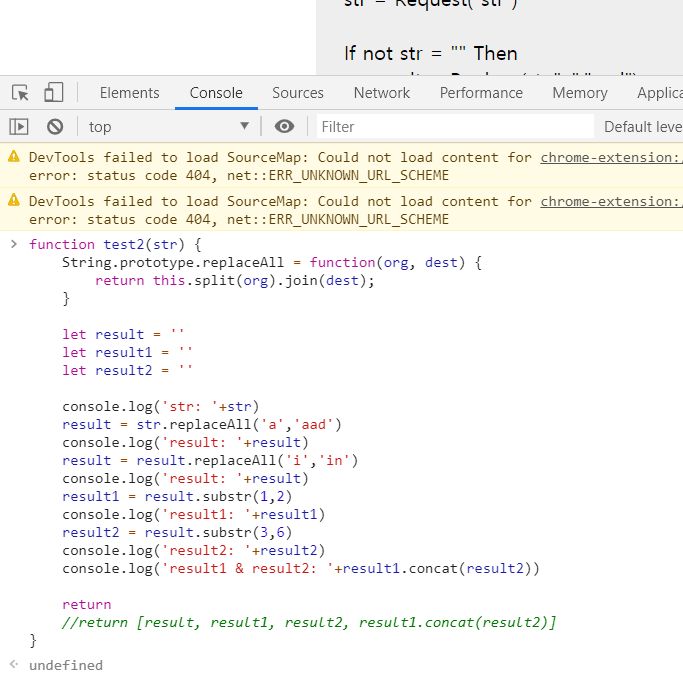 str = Request("str")
If not str = "" Then
Elements Console Sources Network Performance Memory Applica
top Filter Default leve
DevTools failed to load SourceMap: Could not load content for chrome-extension:/
error: status code 404, net::ERR_UNKNOWN_URL_SCHEME
DevTools failed to load SourceMap: Could not load content for chrome-extension:/
error: status code 404, net::ERR_UNKNOWN_URL_SCHEME
function test2(str) {
String.prototype.replaceAll = function(org, dest) {
return this.split(org).join(dest);
}
let result = ''
let result1 = ''
let result2 = ''
console.log('str: '+str)
result = str.replaceAll('a','aad')
console.log('result: '+result)
result = result.replaceAll('i','in')
console.log('result: '+result)
result1 = result.substr(1,2)
console.log('result1: '+result1)
result2 = result.substr(3,6)
console.log('result2: '+result2)
console.log('result1 & result2: '+result1.concat(result2))
return
//return [result, result1, result2, result1.concat(result2)]
}
undefined